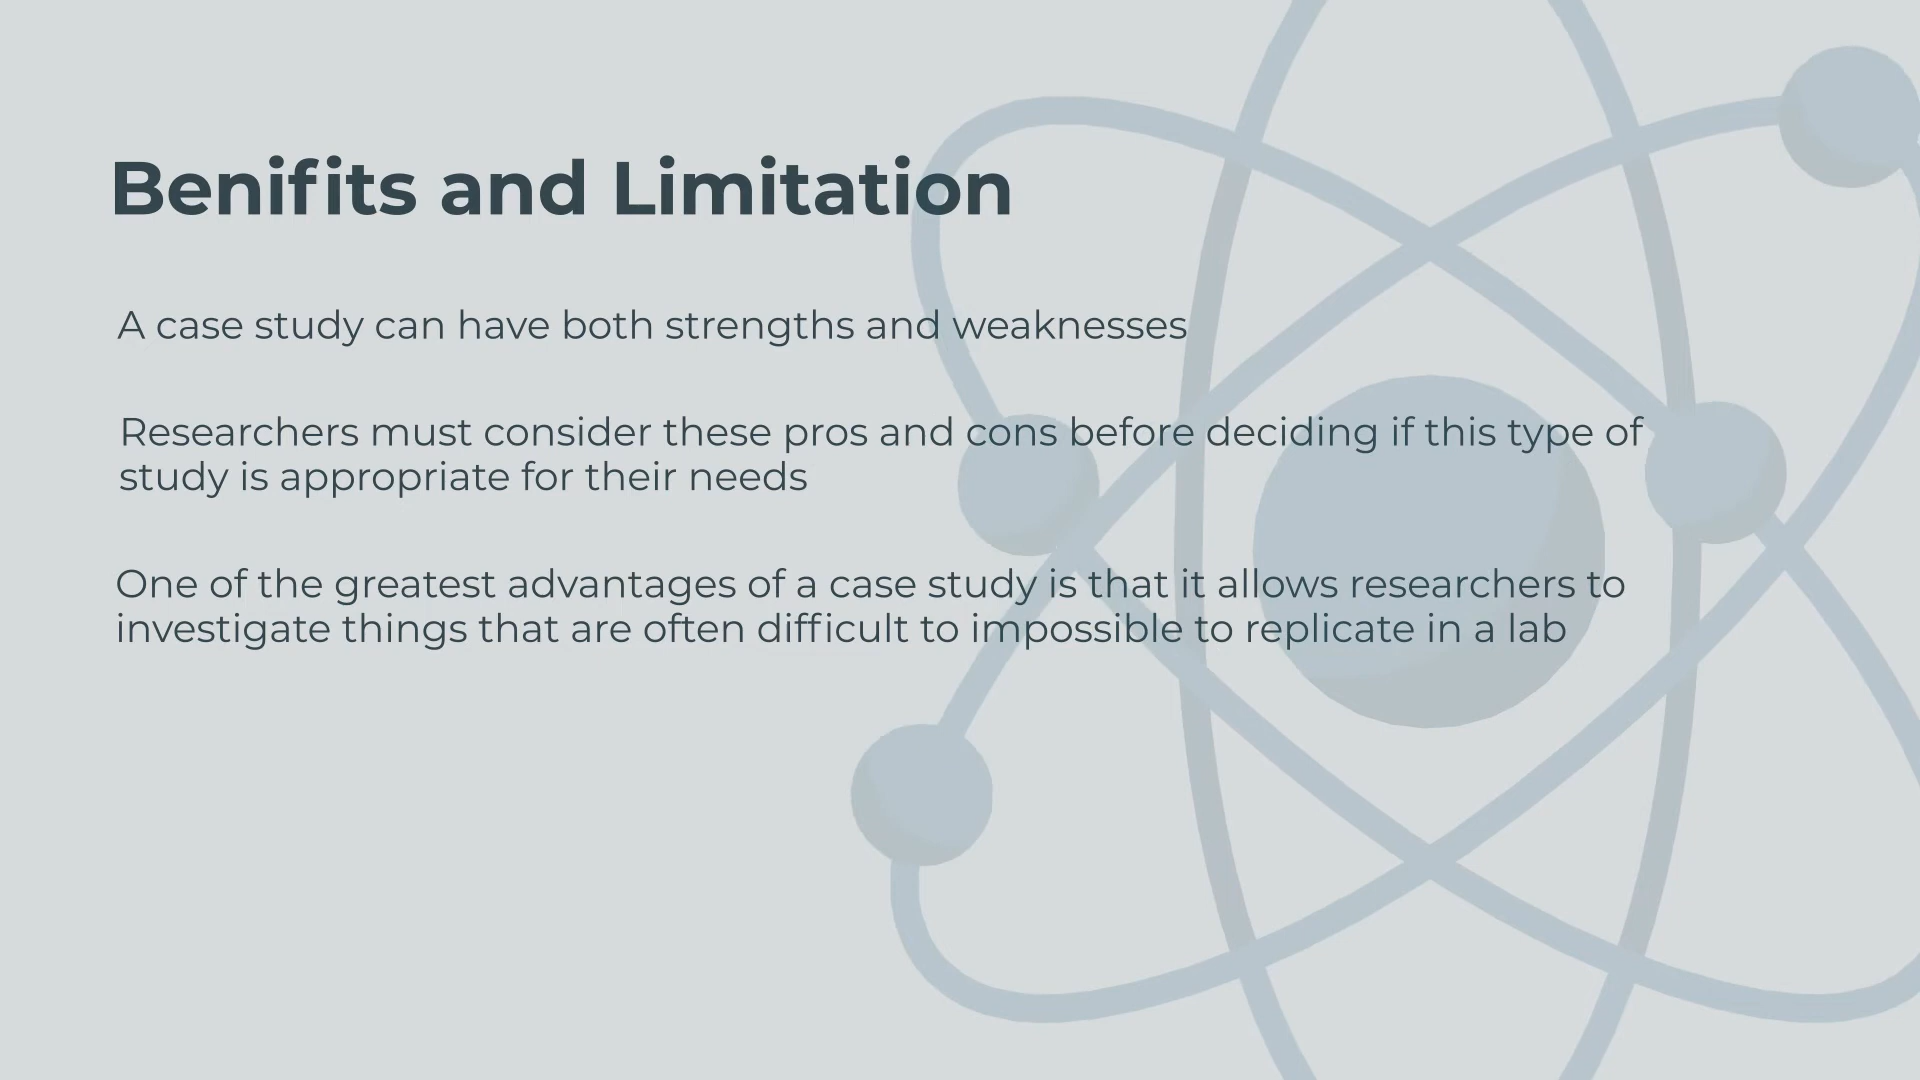 Benifits and Limitation
A case study can have both strengths and weaknesses
Researchers must consider these pros and cons before deciding if this type of
study is appropriate for their needs
One of the greatest advantages of a case study is that it allows researchers to
investigate things that are often difficult to impossible to replicate in a lab